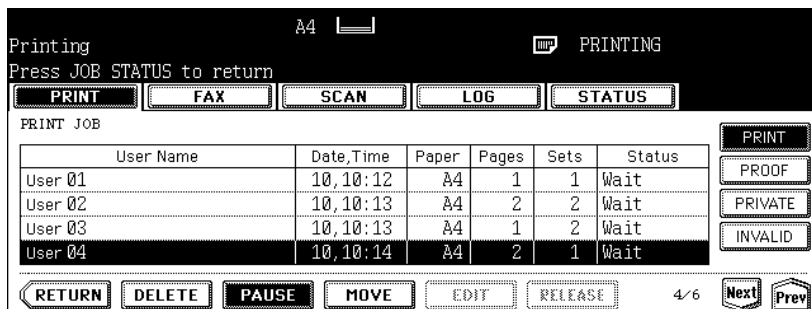 A4
Printing PRINTING
Press JOB STATUS to return
PRINT FAX SCAN LOG STATUS
PRINT JOB
PRINT
User Name Date,Time Paper Pages Sets Status
PROOF
User 01 10,10:12 A4 1 1 Wait
User 02 10,10:13 A4 2 2 Wait
PRIVATE
User 03 10,10:13 A4 1 2 Wait
INVALID
User 04 10,10:14 A4 2 1 Wait
RETURN DELETE PAUSE MOVE EDIT RELEASE 4/6 Next Prev